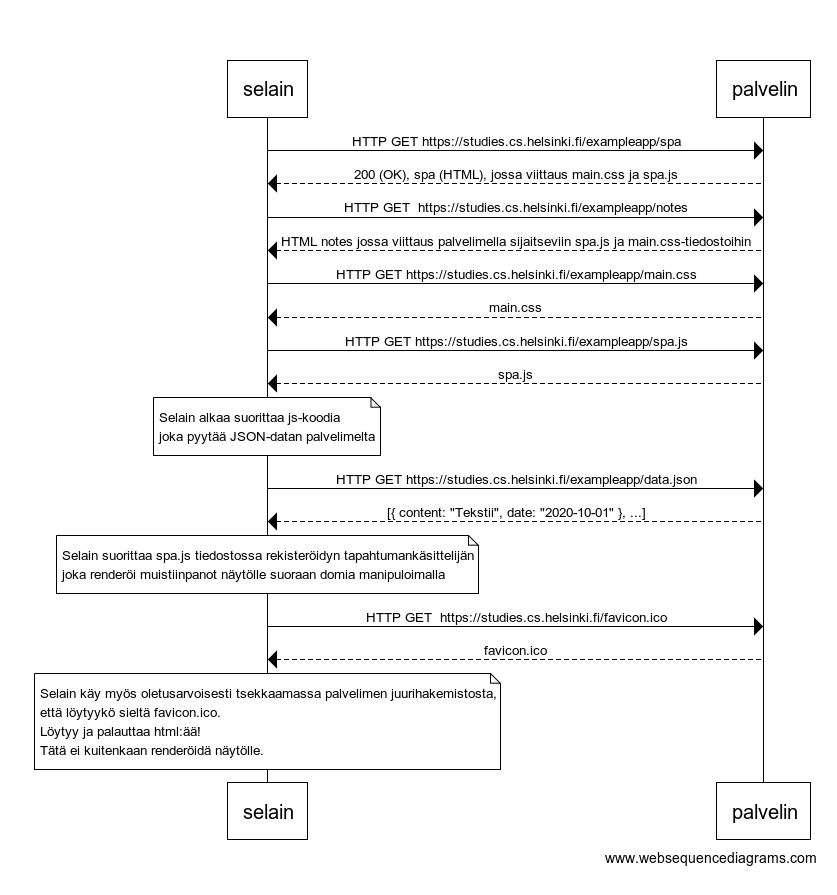 selain
palvelin
HTTP GET https://studies.cs.helsinki.fi/exampleapp/spa
200 (OK), spa (HTML), jossa viittaus main.css ja spa.js
HTTP GET  https://studies.cs.helsinki.fi/exampleapp/notes
HTML notes jossa viittaus palvelimella sijaitseviin spa.js ja main.css-tiedostoihin
HTTP GET https://studies.cs.helsinki.fi/exampleapp/main.css
main.css
HTTP GET https://studies.cs.helsinki.fi/exampleapp/spa.js
spa.js
Selain alkaa suorittaa js-koodia
joka pyytää JSON-datan palvelimelta
HTTP GET https://studies.cs.helsinki.fi/exampleapp/data.json
[{ content: "Tekstii", date: "2020-10-01" }, ...]
Selain suorittaa spa.js tiedostossa rekisteröidyn tapahtumankäsittelijän
joka renderöi muistiinpanot näytölle suoraan domia manipuloimalla
HTTP GET  https://studies.cs.helsinki.fi/favicon.ico
favicon.ico
Selain käy myös oletusarvoisesti tsekkaamassa palvelimen juurihakemistosta,
että löytyykö sieltä favicon.ico.
Löytyy ja palauttaa html:ää!
Tätä ei kuitenkaan renderöidä näytölle.
selain
palvelin
www.websequencediagrams.com